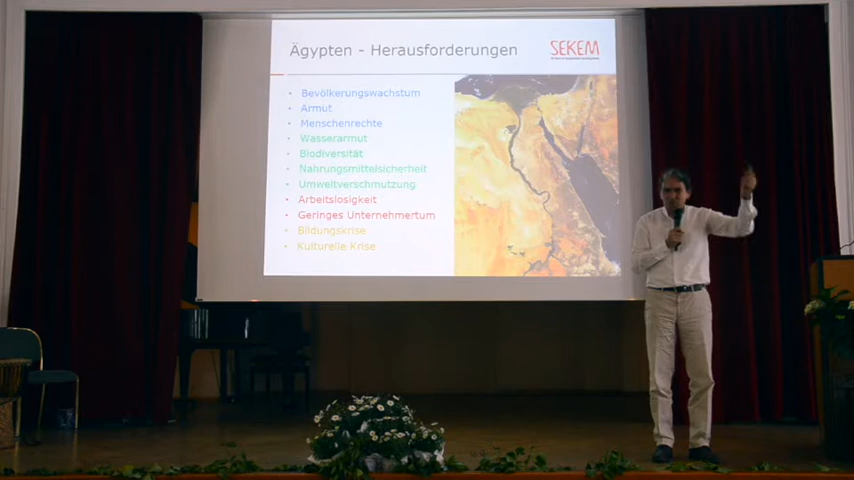 Ägypten - Herausforderungen
SEKEM
• Bevölkerungswachstum
• Armut
• Menschenrechte
• Wasserarmut
• Biodiversität
• Nahrungsmittelsicherheit
• Umweltverschmutzung
• Arbeitslosigkeit
• Geringes Unternehmertum
• Bildungskrise
• Kulturelle Krise